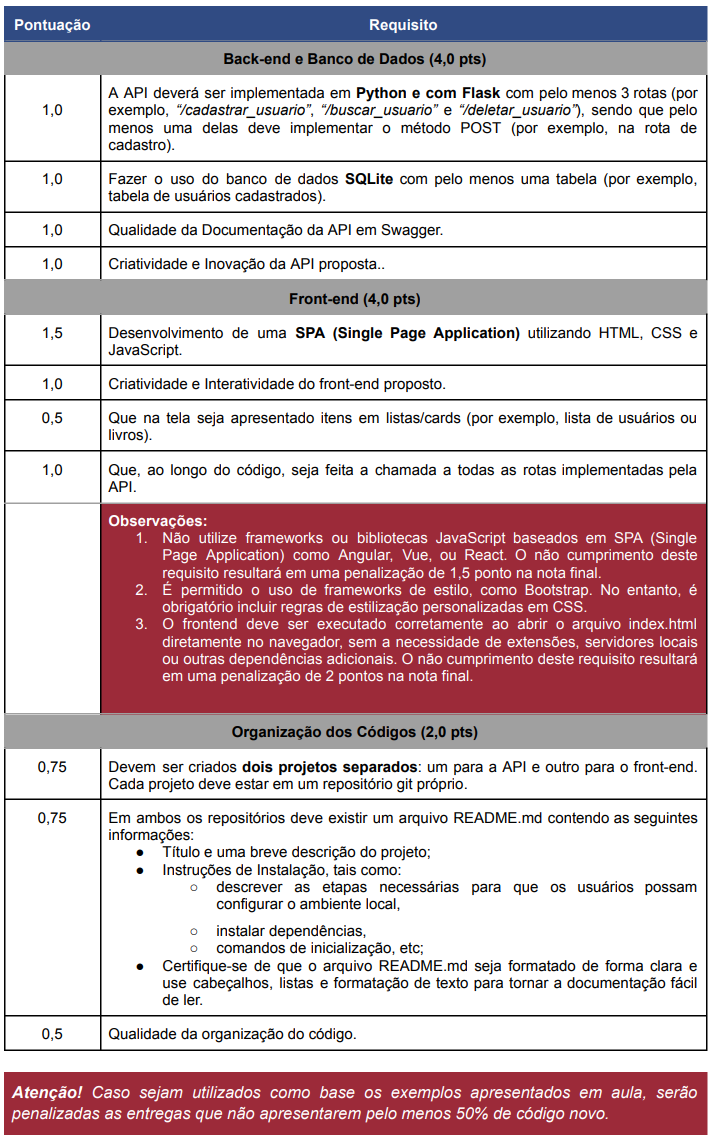 Pontuação Requisito
Back-end e Banco de Dados (4,0 pts)
1,0
A API deverá ser implementada em Python e com Flask com pelo menos 3 rotas (por
exemplo, “/cadastrar_usuario”, “/buscar_usuario” e “/deletar_usuario”), sendo que pelo
menos uma delas deve implementar o método POST (por exemplo, na rota de
cadastro).
1,0
Fazer o uso do banco de dados SQLite com pelo menos uma tabela (por exemplo,
tabela de usuários cadastrados).
1,0 Qualidade da Documentação da API em Swagger.
1,0 Criatividade e Inovação da API proposta..
Front-end (4,0 pts)
1,5
Desenvolvimento de uma SPA (Single Page Application) utilizando HTML, CSS e
JavaScript.
1,0 Criatividade e Interatividade do front-end proposto.
0,5
Que na tela seja apresentado itens em listas/cards (por exemplo, lista de usuários ou
livros).
1,0
Que, ao longo do código, seja feita a chamada a todas as rotas implementadas pela
API.
Observações:
1. Não utilize frameworks ou bibliotecas JavaScript baseados em SPA (Single
Page Application) como Angular, Vue, ou React. O não cumprimento deste
requisito resultará em uma penalização de 1,5 ponto na nota final.
2. É permitido o uso de frameworks de estilo, como Bootstrap. No entanto, é
obrigatório incluir regras de estilização personalizadas em CSS.
3. O frontend deve ser executado corretamente ao abrir o arquivo index.html
diretamente no navegador, sem a necessidade de extensões, servidores locais
ou outras dependências adicionais. O não cumprimento deste requisito resultará
em uma penalização de 2 pontos na nota final.
Organização dos Códigos (2,0 pts)
0,75
Devem ser criados dois projetos separados: um para a API e outro para o front-end.
Cada projeto deve estar em um repositório git próprio.
0,75
Em ambos os repositórios deve existir um arquivo README.md contendo as seguintes
informações:
● Título e uma breve descrição do projeto;
● Instruções de Instalação, tais como:
○ descrever as etapas necessárias para que os usuários possam
configurar o ambiente local,
○ instalar dependências,
○ comandos de inicialização, etc;
● Certifique-se de que o arquivo README.md seja formatado de forma clara e
use cabeçalhos, listas e formatação de texto para tornar a documentação fácil
de ler.
0,5 Qualidade da organização do código.
Atenção! Caso sejam utilizados como base os exemplos apresentados em aula, serão
penalizadas as entregas que não apresentarem pelo menos 50% de código novo.